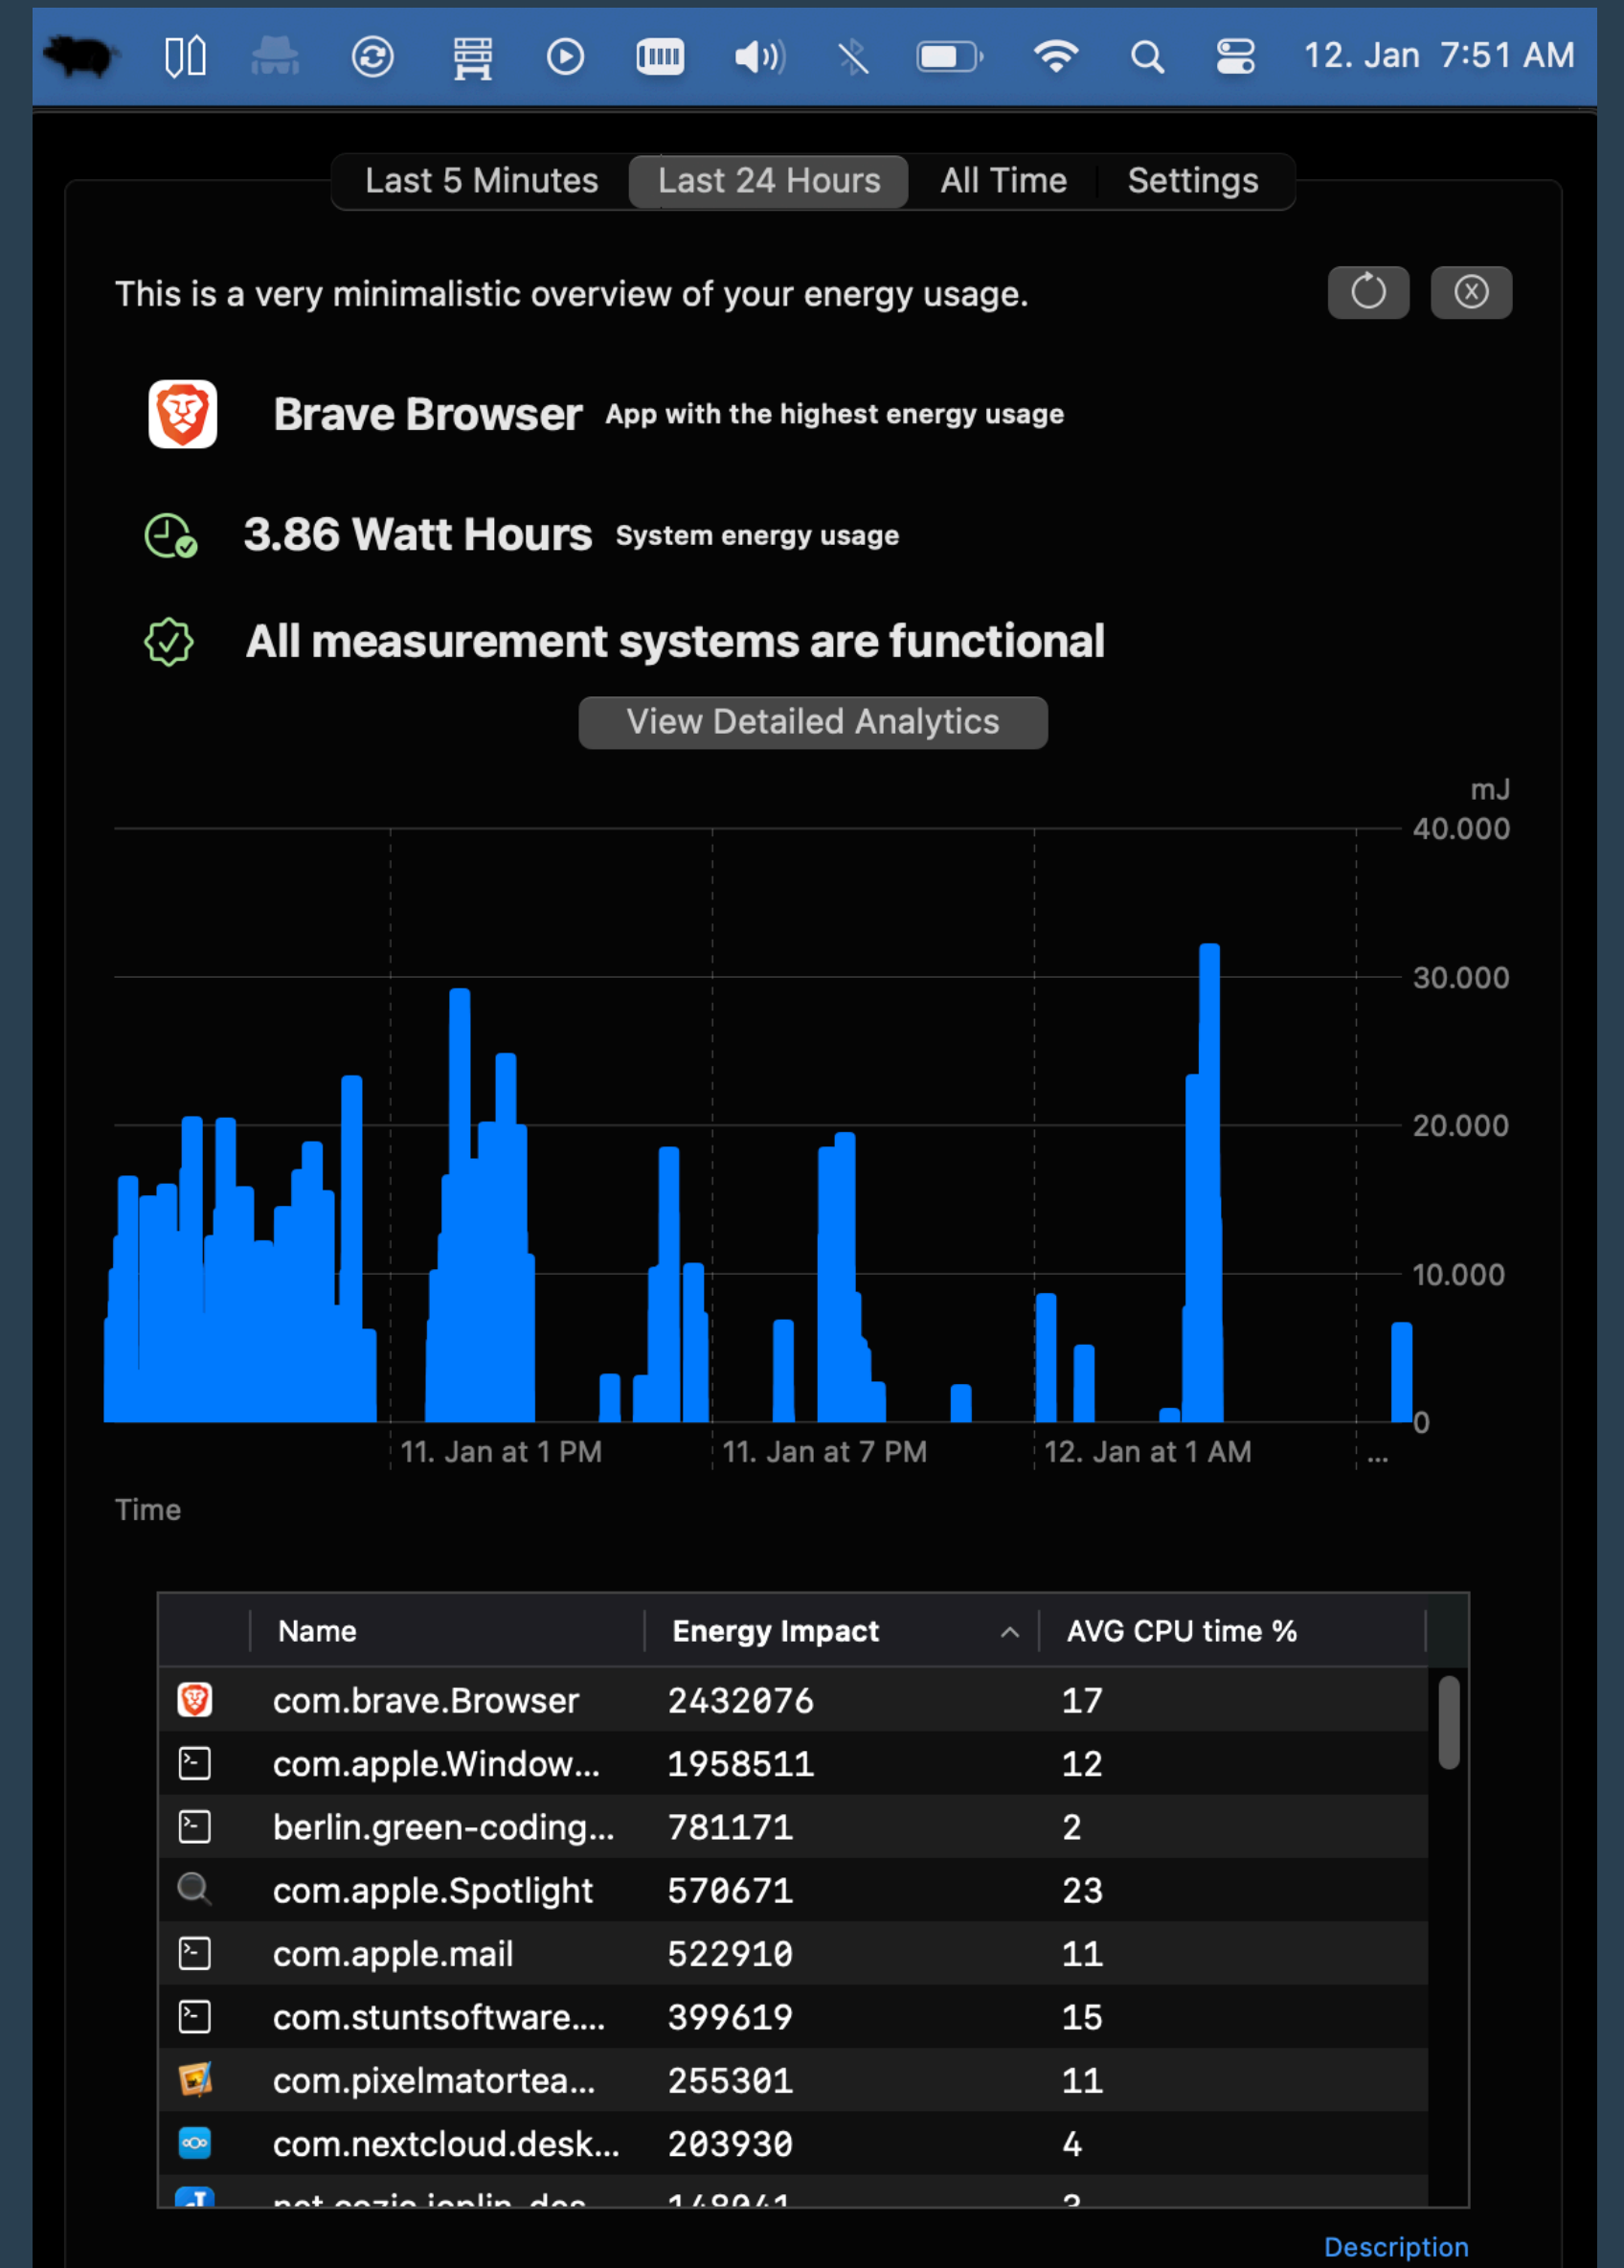 12. Jan 7:51 AM
Last 5 Minutes Last 24 Hours All Time Settings
This is a very minimalistic overview of your energy usage.
Brave Browser App with the highest energy usage
3.86 Watt Hours System energy usage
All measurement systems are functional
View Detailed Analytics
mJ
40.000
30.000
20.000
10.000
0
11. Jan at 1 PM 11. Jan at 7 PM 12. Jan at 1 AM ...
Time
Name Energy Impact AVG CPU time %
com.brave.Browser 2432076 17
com.apple.Window... 1958511 12
berlin.green-coding... 781171 2
com.apple.Spotlight 570671 23
com.apple.mail 522910 11
com.stuntsoftware.... 399619 15
com.pixelmatortea... 255301 11
com.nextcloud.desk... 203930 4
Description